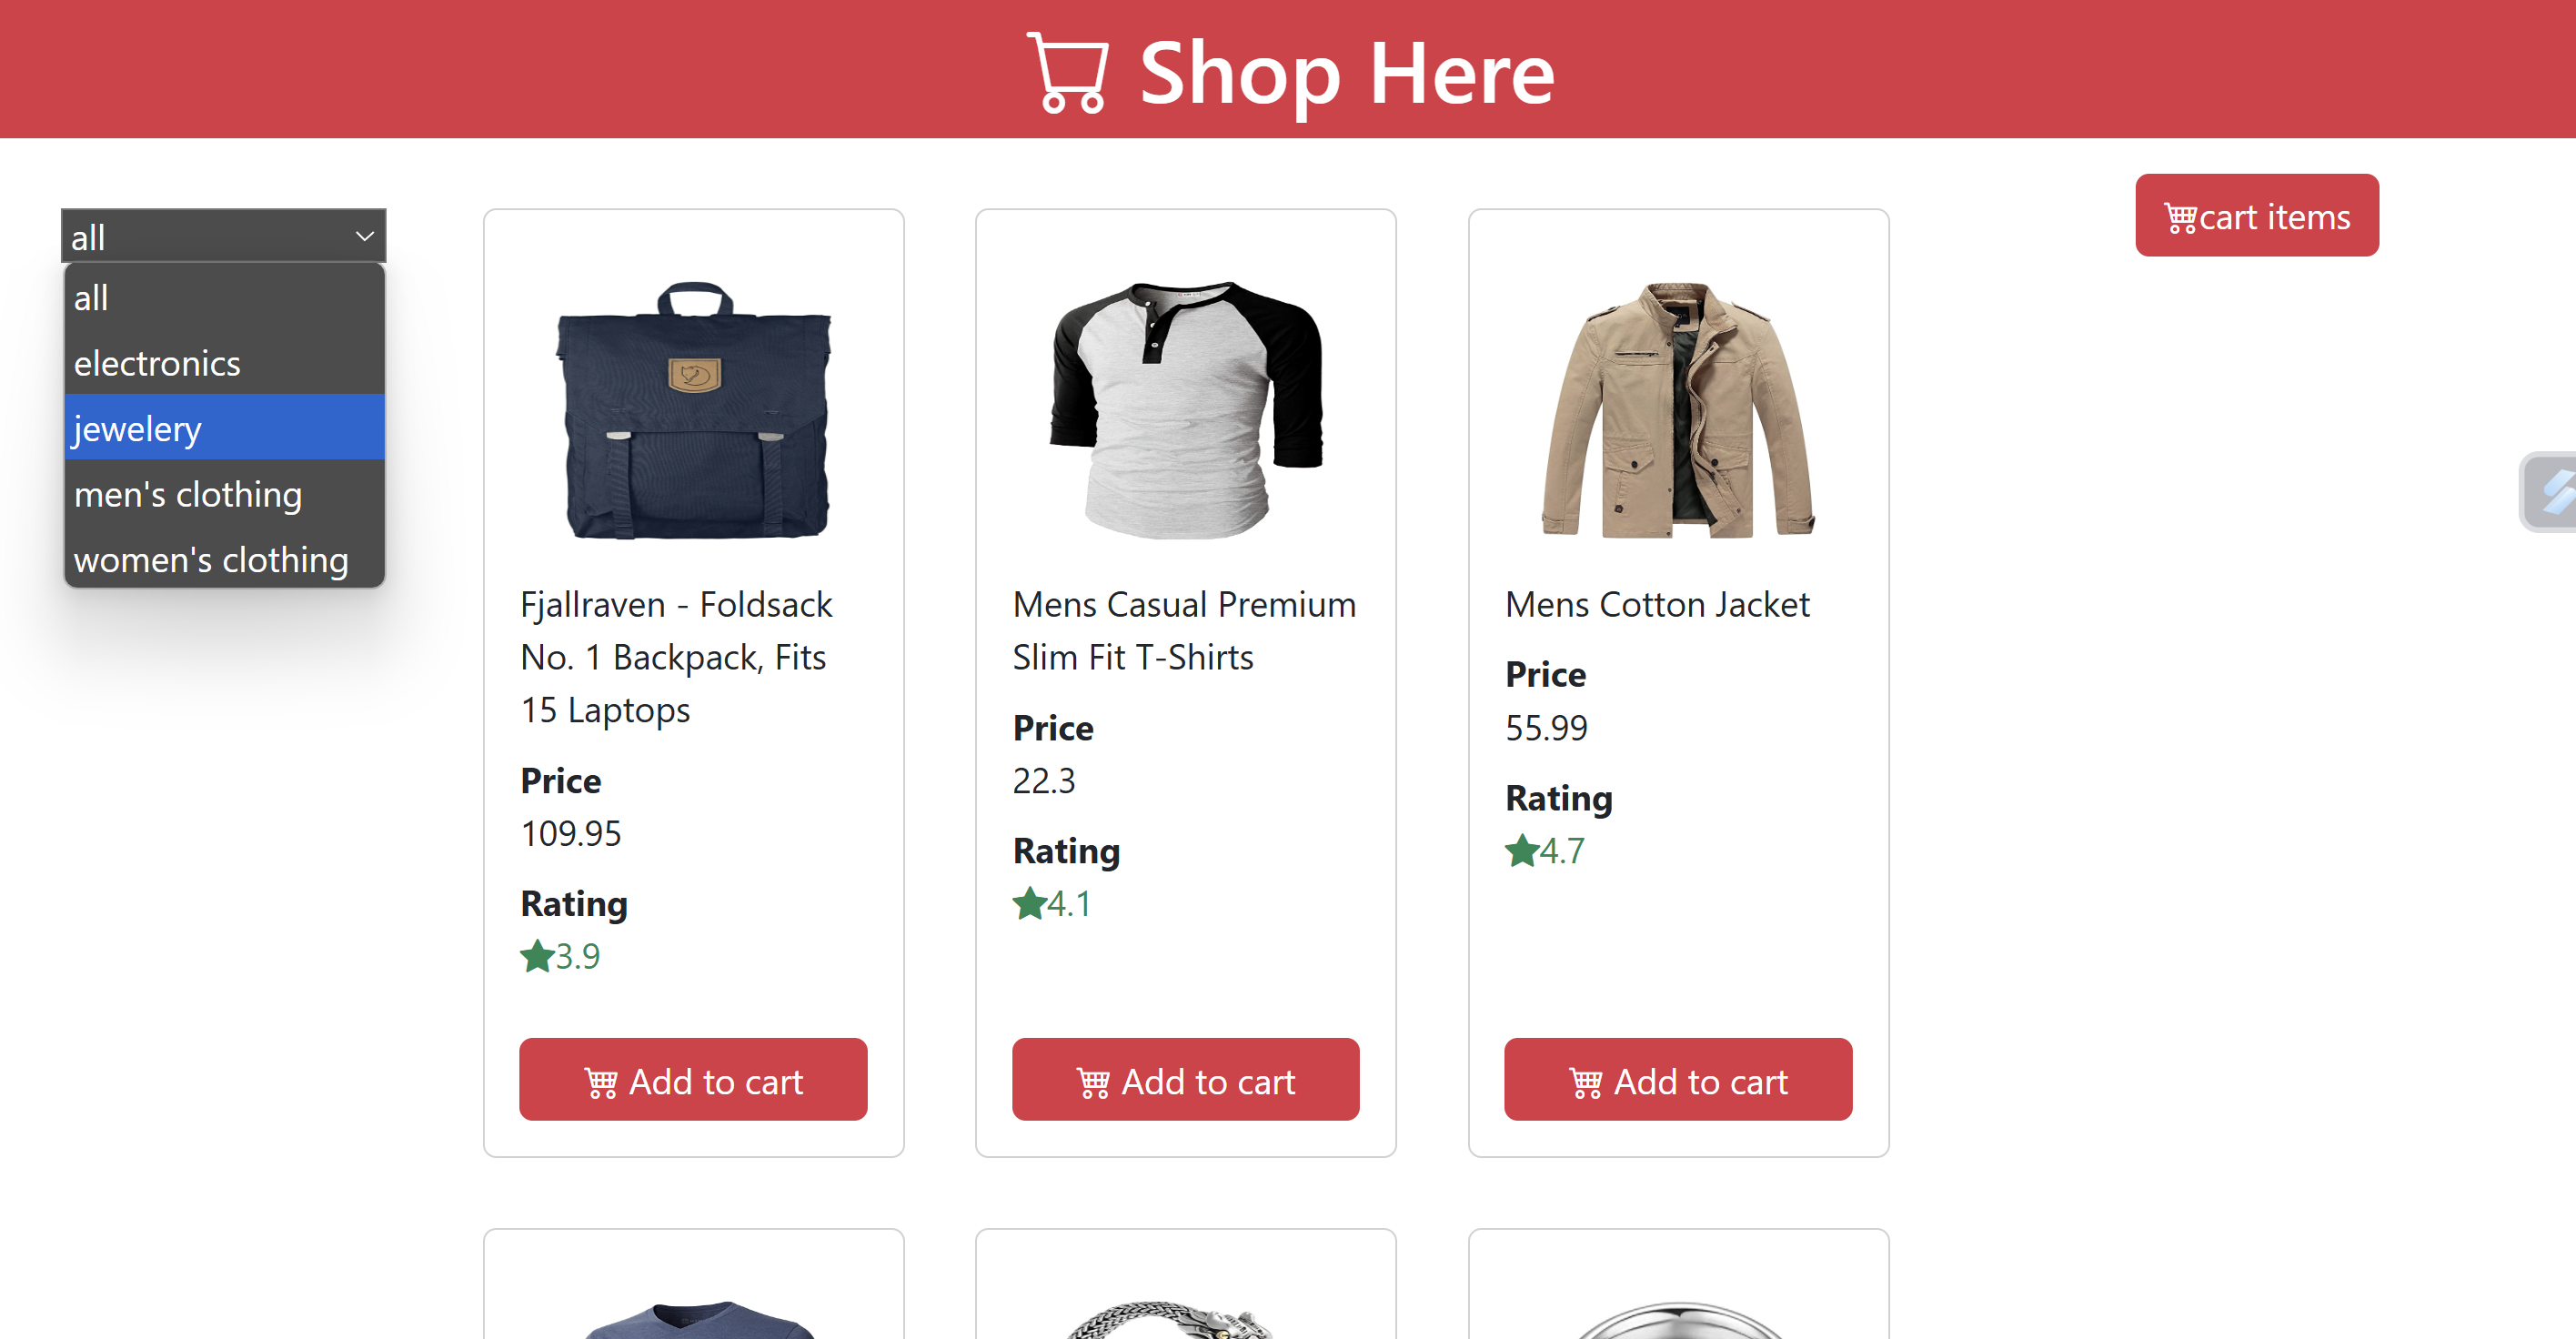 Shop Here
cart items
all
all
electronics
jewelery
men's clothing
women's clothing
Fjallraven - Foldsack
No. 1 Backpack, Fits
15 Laptops
Price
109.95
Rating
3.9
Add to cart
Mens Casual Premium
Slim Fit T-Shirts
Price
22.3
Rating
4.1
Add to cart
Mens Cotton Jacket
Price
55.99
Rating
4.7
Add to cart